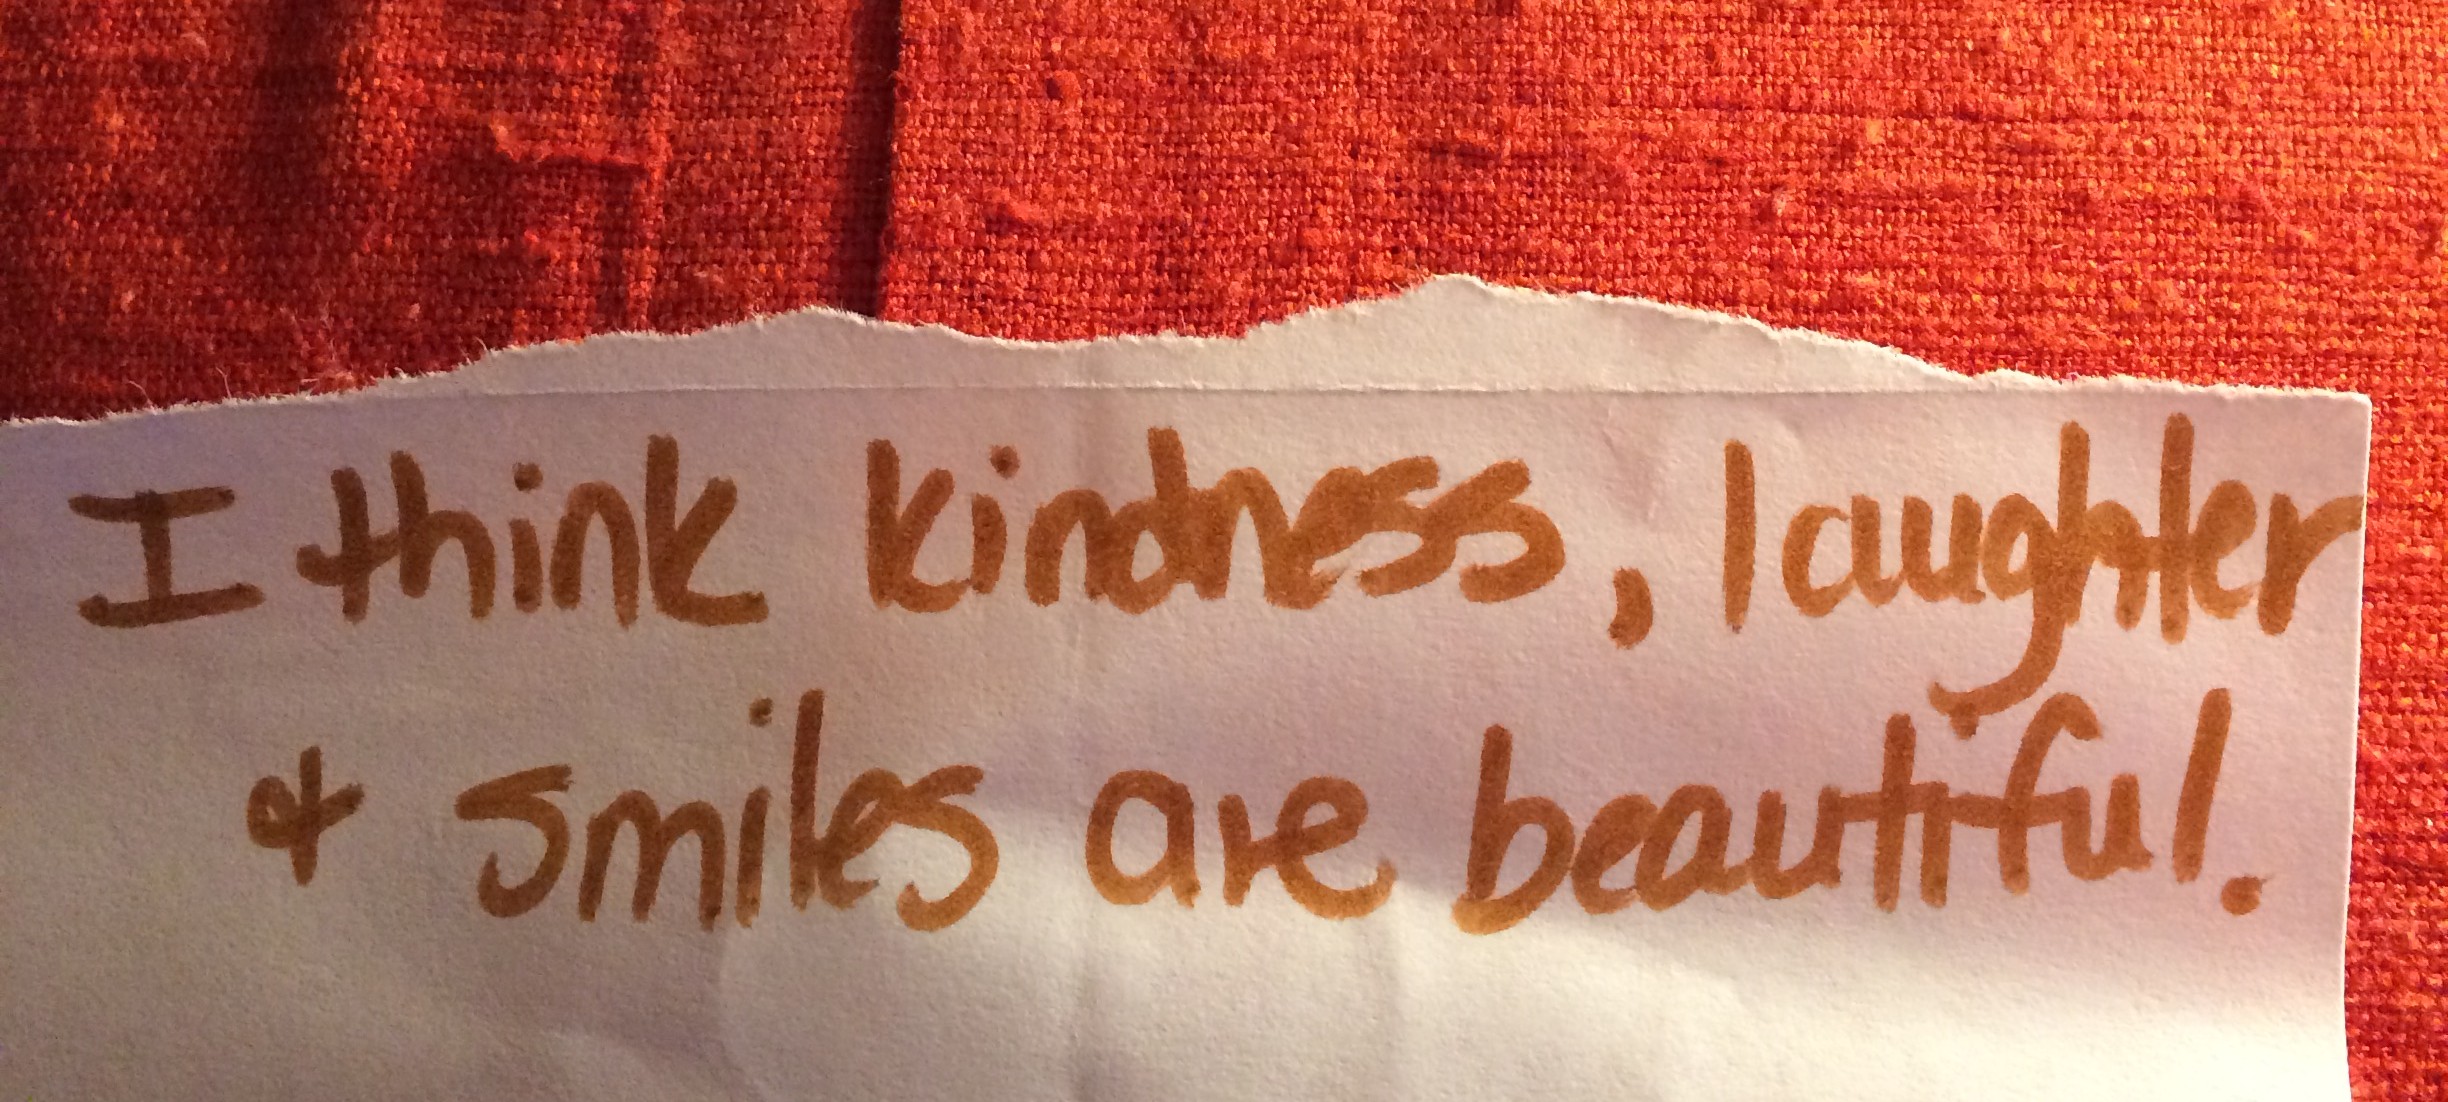 I think kindness, laughter
& smiles are beautiful.